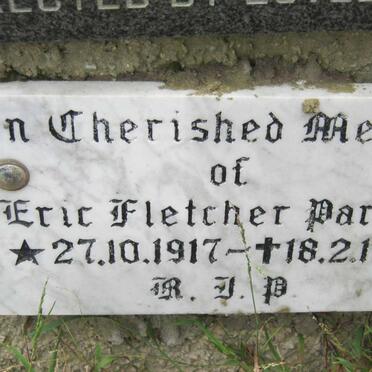 n Cherished Me
of
Eric Fletcher Par
★27.10.1917-✝18.2.1
R. I. P